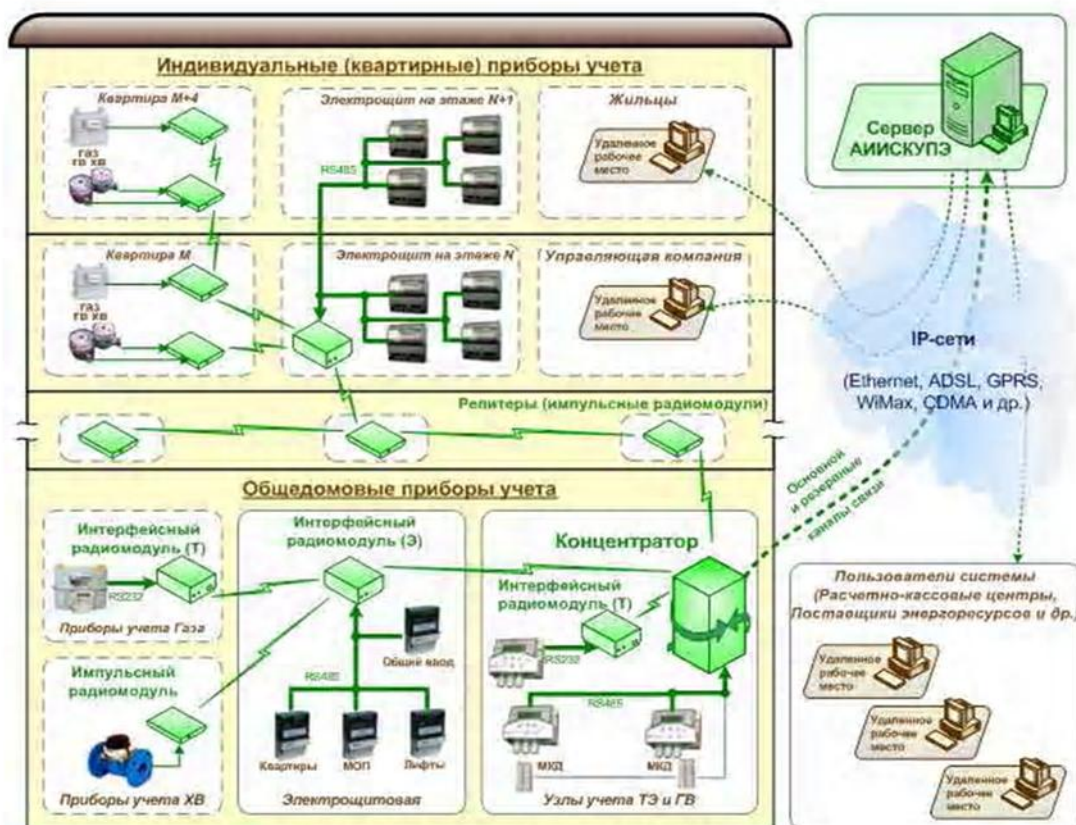 Индивидуальные (квартирные) приборы учета
Квартира М+4
газ
гв хв
Электрощит на этаже N+1
RS485
Жильцы
Удаленное
рабочее
место
Сервер
АИИСКУПЭ
Квартира М
газ
гв хв
Электрощит на этаже N
Управляющая компания
Удаленное
рабочее
место
IP-сети
(Ethernet, ADSL, GPRS,
WiMax, CDMA и др.)
Репитеры (импульсные радиомодули)
Основной
и резервные
каналы связи
Общедомовые приборы учета
Интерфейсный
радиомодуль (Т)
RS232
Приборы учета Газа
Импульсный
радиомодуль
Приборы учета ХВ
Интерфейсный
радиомодуль (Э)
Общий ввод
RS485
Квартиры
МОП
Лифты
Электрощитовая
Концентратор
Интерфейсный
радиомодуль (Т)
RS232
RS485
МКД
МКД
Узлы учета ТЭ и ГВ
Пользователи системы
(Расчетно-кассовые центры,
Поставщики энергоресурсов и др.)
Удаленное
рабочее
место
Удаленное
рабочее
место
Удаленное
рабочее
место